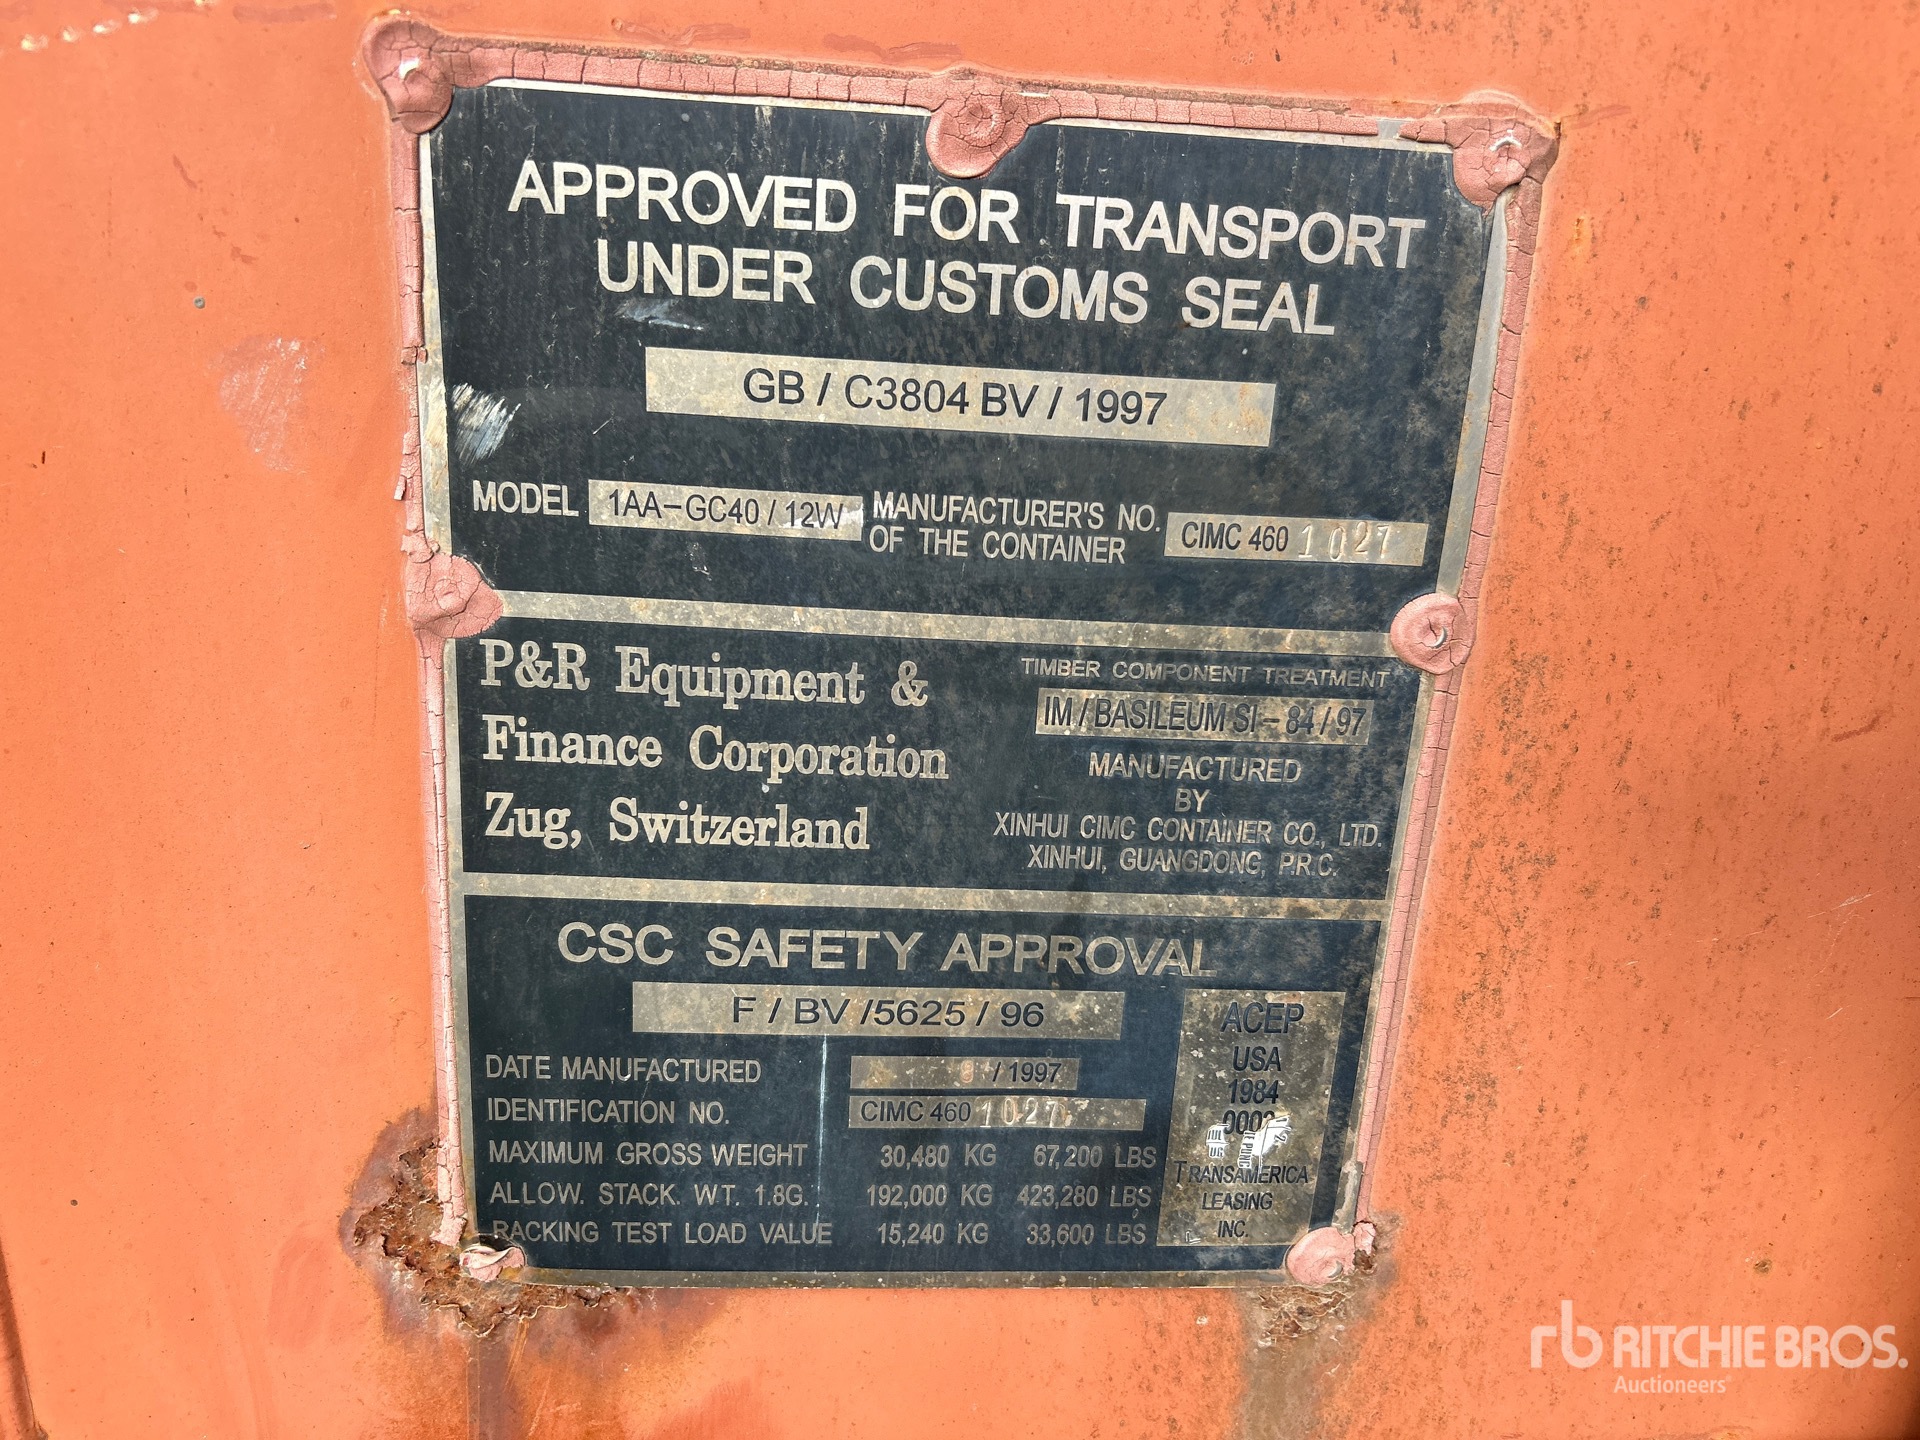 APPROVED FOR TRANSPORT
UNDER CUSTOMS SEAL
GB / C3804 BV / 1997
MODEL 1AA-GC40 / 12W MANUFACTURER'S NO.
OF THE CONTAINER CIMC 460 1027
P&R Equipment &
Finance Corporation
Zug, Switzerland
TIMBER COMPONENT TREATMENT
IM / BASILEUM SI - 84 / 97
MANUFACTURED
BY
XINHUI CIMC CONTAINER CO., LTD.
XINHUI, GUANGDONG, P.R.C.
CSC SAFETY APPROVAL
F / BV /5625 / 96
DATE MANUFACTURED 8 / 1997
IDENTIFICATION NO. CIMC 460 1027
MAXIMUM GROSS WEIGHT 30,480 KG 67,200 LBS
ALLOW. STACK. WT. 1.8G. 192,000 KG 423,280 LBS
RACKING TEST LOAD VALUE 15,240 KG 33,600 LBS
ACEP
USA
1984
TRANSAMERICA
LEASING
INC.
rb RITCHIE BROS.
Auctioneers